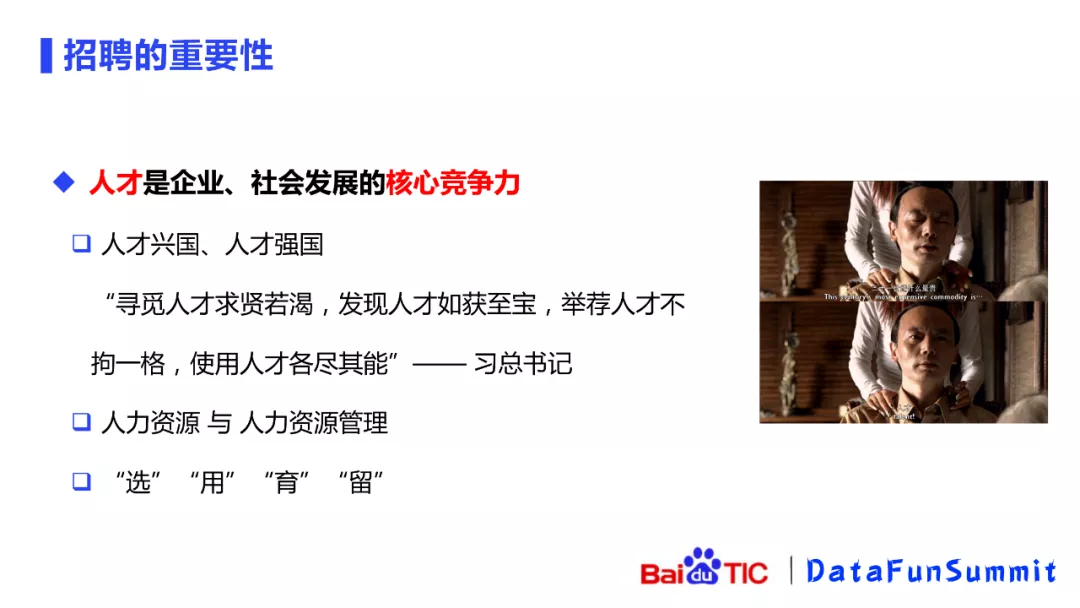 招聘的重要性
人才是企业、社会发展的核心竞争力
人才兴国、人才强国
“寻觅人才求贤若渴，发现人才如获至宝，举荐人才不
拘一格，使用人才各尽其能”—— 习总书记
人力资源 与 人力资源管理
“选” “用” “育” “留”
什么最贵
This century's most expensive commodity is…
人才
Baidu TIC | DataFunSummit